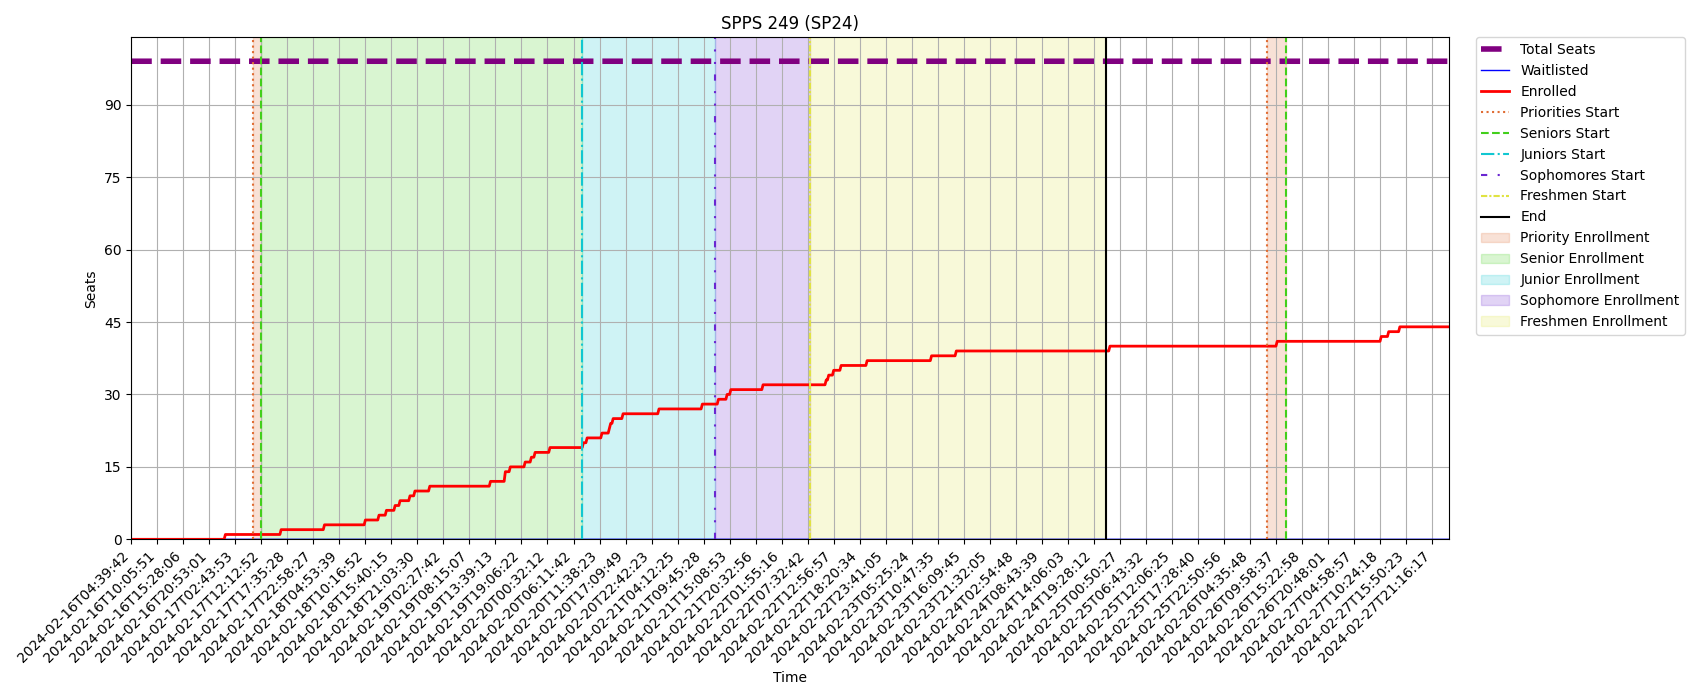 SPPS 249 (SP24)
Seats
90
75
60
45
30
15
0
2024-02-16T04:39:42
2024-02-16T10:05:51
2024-02-16T15:28:06
2024-02-16T20:53:01
2024-02-17T02:43:53
2024-02-17T12:12:52
2024-02-17T17:35:28
2024-02-17T22:58:27
2024-02-18T04:53:39
2024-02-18T10:16:52
2024-02-18T15:40:15
2024-02-18T21:03:30
2024-02-19T02:27:42
2024-02-19T08:15:07
2024-02-19T13:39:13
2024-02-19T19:06:22
2024-02-20T00:32:12
2024-02-20T06:11:42
2024-02-20T11:38:23
2024-02-20T17:09:49
2024-02-20T22:42:23
2024-02-21T04:12:25
2024-02-21T09:45:28
2024-02-21T15:08:53
2024-02-21T20:32:56
2024-02-22T01:55:16
2024-02-22T07:32:42
2024-02-22T12:56:57
2024-02-22T18:20:34
2024-02-22T23:41:05
2024-02-23T05:25:24
2024-02-23T10:47:35
2024-02-23T16:09:45
2024-02-23T21:32:05
2024-02-24T02:54:48
2024-02-24T08:43:39
2024-02-24T14:06:03
2024-02-24T19:28:12
2024-02-25T00:50:27
2024-02-25T06:43:32
2024-02-25T12:06:25
2024-02-25T17:28:40
2024-02-25T22:50:56
2024-02-26T04:35:48
2024-02-26T09:58:37
2024-02-26T15:22:58
2024-02-26T20:48:01
2024-02-27T04:58:57
2024-02-27T10:24:18
2024-02-27T15:50:23
2024-02-27T21:16:17
Time
Total Seats
Waitlisted
Enrolled
Priorities Start
Seniors Start
Juniors Start
Sophomores Start
Freshmen Start
End
Priority Enrollment
Senior Enrollment
Junior Enrollment
Sophomore Enrollment
Freshmen Enrollment